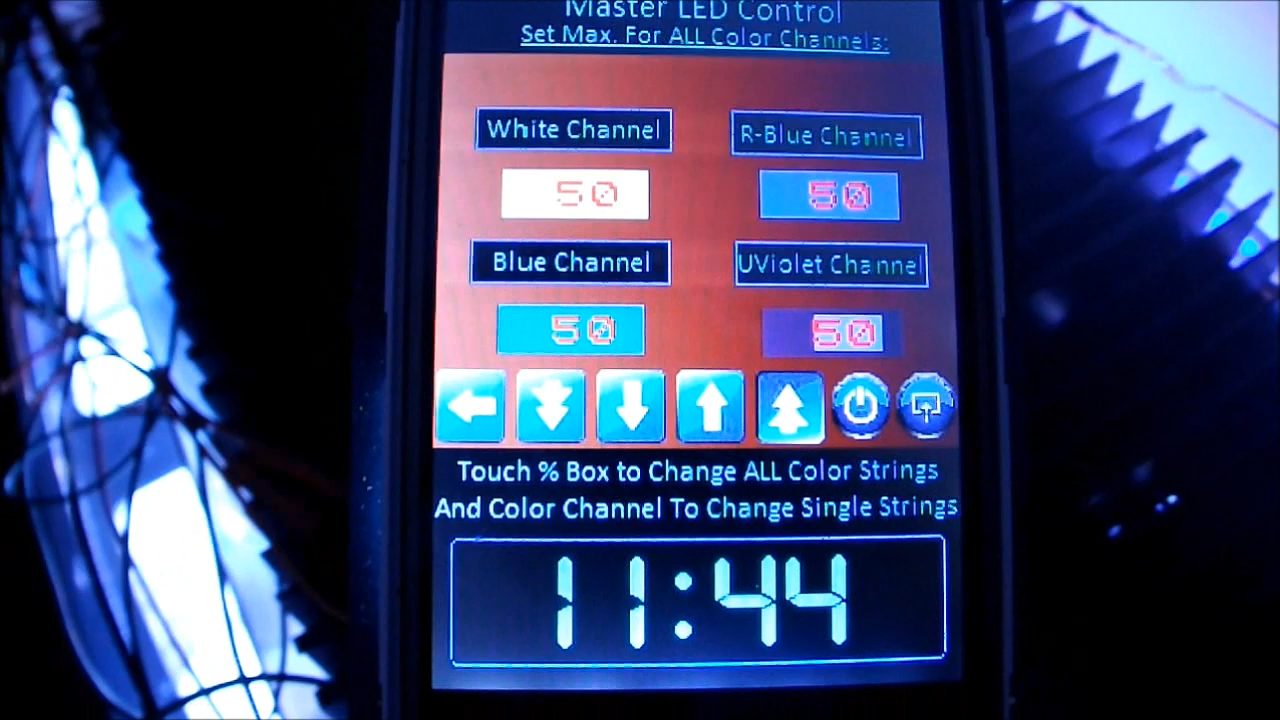 Master LED Control
Set Max. For ALL Color Channels:
White Channel
R-Blue Channel
50
50
Blue Channel
UViolet Channel
50
50
Touch % Box to Change ALL Color Strings
And Color Channel To Change Single Strings
11:44